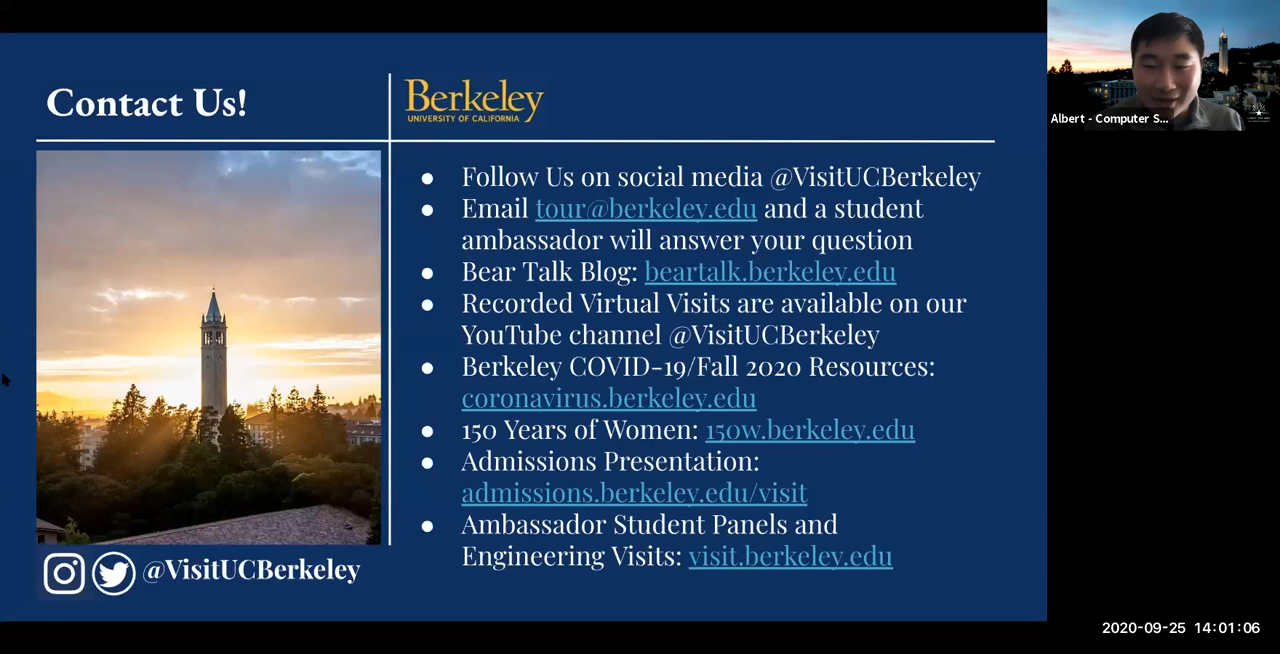 Contact Us!
Berkeley
UNIVERSITY OF CALIFORNIA
Follow Us on social media @VisitUCBerkeley
Email tour@berkeley.edu and a student
ambassador will answer your question
Bear Talk Blog: beartalk.berkeley.edu
Recorded Virtual Visits are available on our
YouTube channel @VisitUCBerkeley
Berkeley COVID-19/Fall 2020 Resources:
coronavirus.berkeley.edu
150 Years of Women: 150w.berkeley.edu
Admissions Presentation:
admissions.berkeley.edu/visit
Ambassador Student Panels and
Engineering Visits: visit.berkeley.edu
@VisitUCBerkeley
Albert - Computer S...
2020-09-25 14:01:06